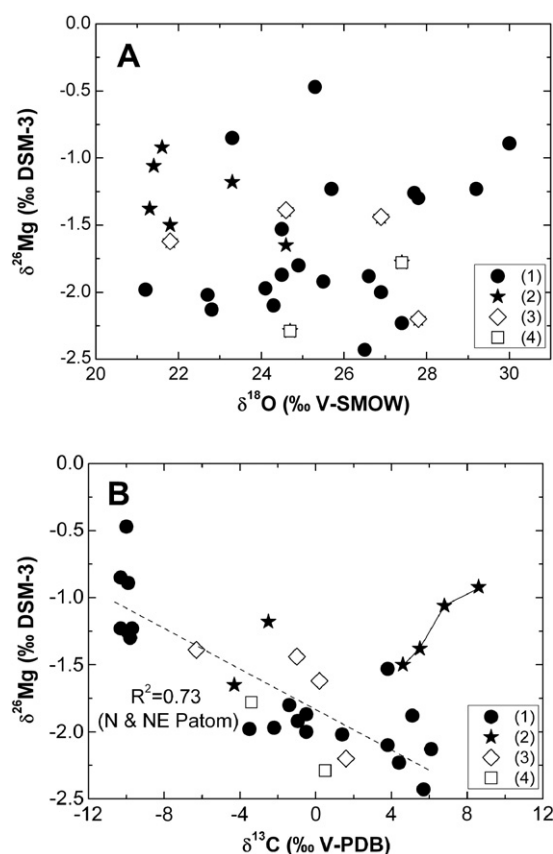 A
δ²⁶Mg (‰ DSM-3)
0.0
-0.5
-1.0
-1.5
-2.0
-2.5
20 22 24 26 28 30
δ¹⁸O (‰ V-SMOW)
(1)
(2)
(3)
(4)
B
δ²⁶Mg (‰ DSM-3)
0.0
-0.5
-1.0
-1.5
-2.0
-2.5
R²=0.73
(N & NE Patom)
(1)
(2)
(3)
(4)
-12 -8 -4 0 4 8 12
δ¹³C (‰ V-PDB)